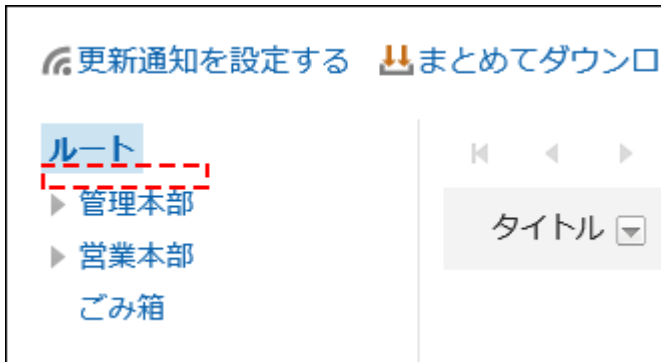 更新通知を設定する まとめてダウンロ
ルート
管理本部
営業本部
ごみ箱
タイトル